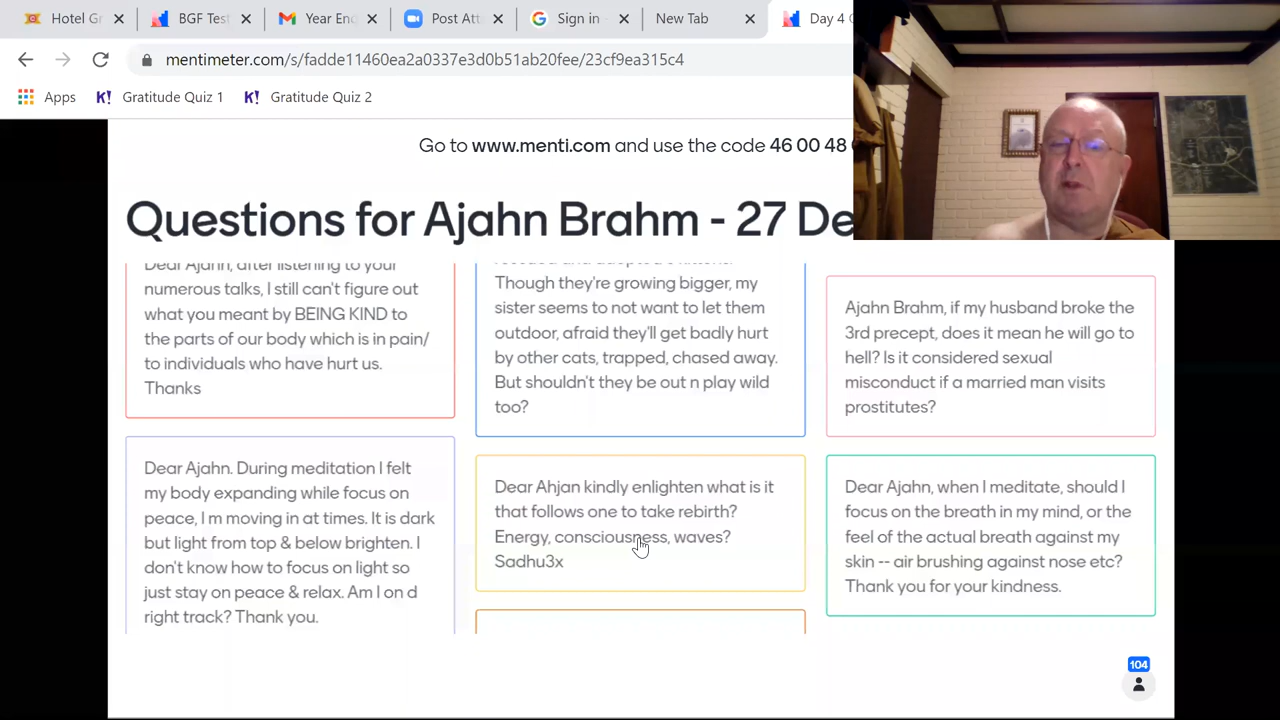 Hotel Gr
BGF Test
Year End
Post Att
Sign in -
New Tab
Day 4
mentimeter.com/s/fadde11460ea2a0337e3d0b51ab20fee/23cf9ea315c4
Apps
Gratitude Quiz 1
Gratitude Quiz 2
Go to www.menti.com and use the code 46 00 48
Questions for Ajahn Brahm - 27 De
Dear Ajahn, after listening to your
numerous talks, I still can't figure out
what you meant by BEING KIND to
the parts of our body which is in pain/
to individuals who have hurt us.
Thanks
Dear Ajahn. During meditation I felt
my body expanding while focus on
peace, I m moving in at times. It is dark
but light from top & below brighten. I
don't know how to focus on light so
just stay on peace & relax. Am I on d
right track? Thank you.
Though they're growing bigger, my
sister seems to not want to let them
outdoor, afraid they'll get badly hurt
by other cats, trapped, chased away.
But shouldn't they be out n play wild
too?
Dear Ahjan kindly enlighten what is it
that follows one to take rebirth?
Energy, consciousness, waves?
Sadhu3x
Ajahn Brahm, if my husband broke the
3rd precept, does it mean he will go to
hell? Is it considered sexual
misconduct if a married man visits
prostitutes?
Dear Ajahn, when I meditate, should I
focus on the breath in my mind, or the
feel of the actual breath against my
skin -- air brushing against nose etc?
Thank you for your kindness.
104